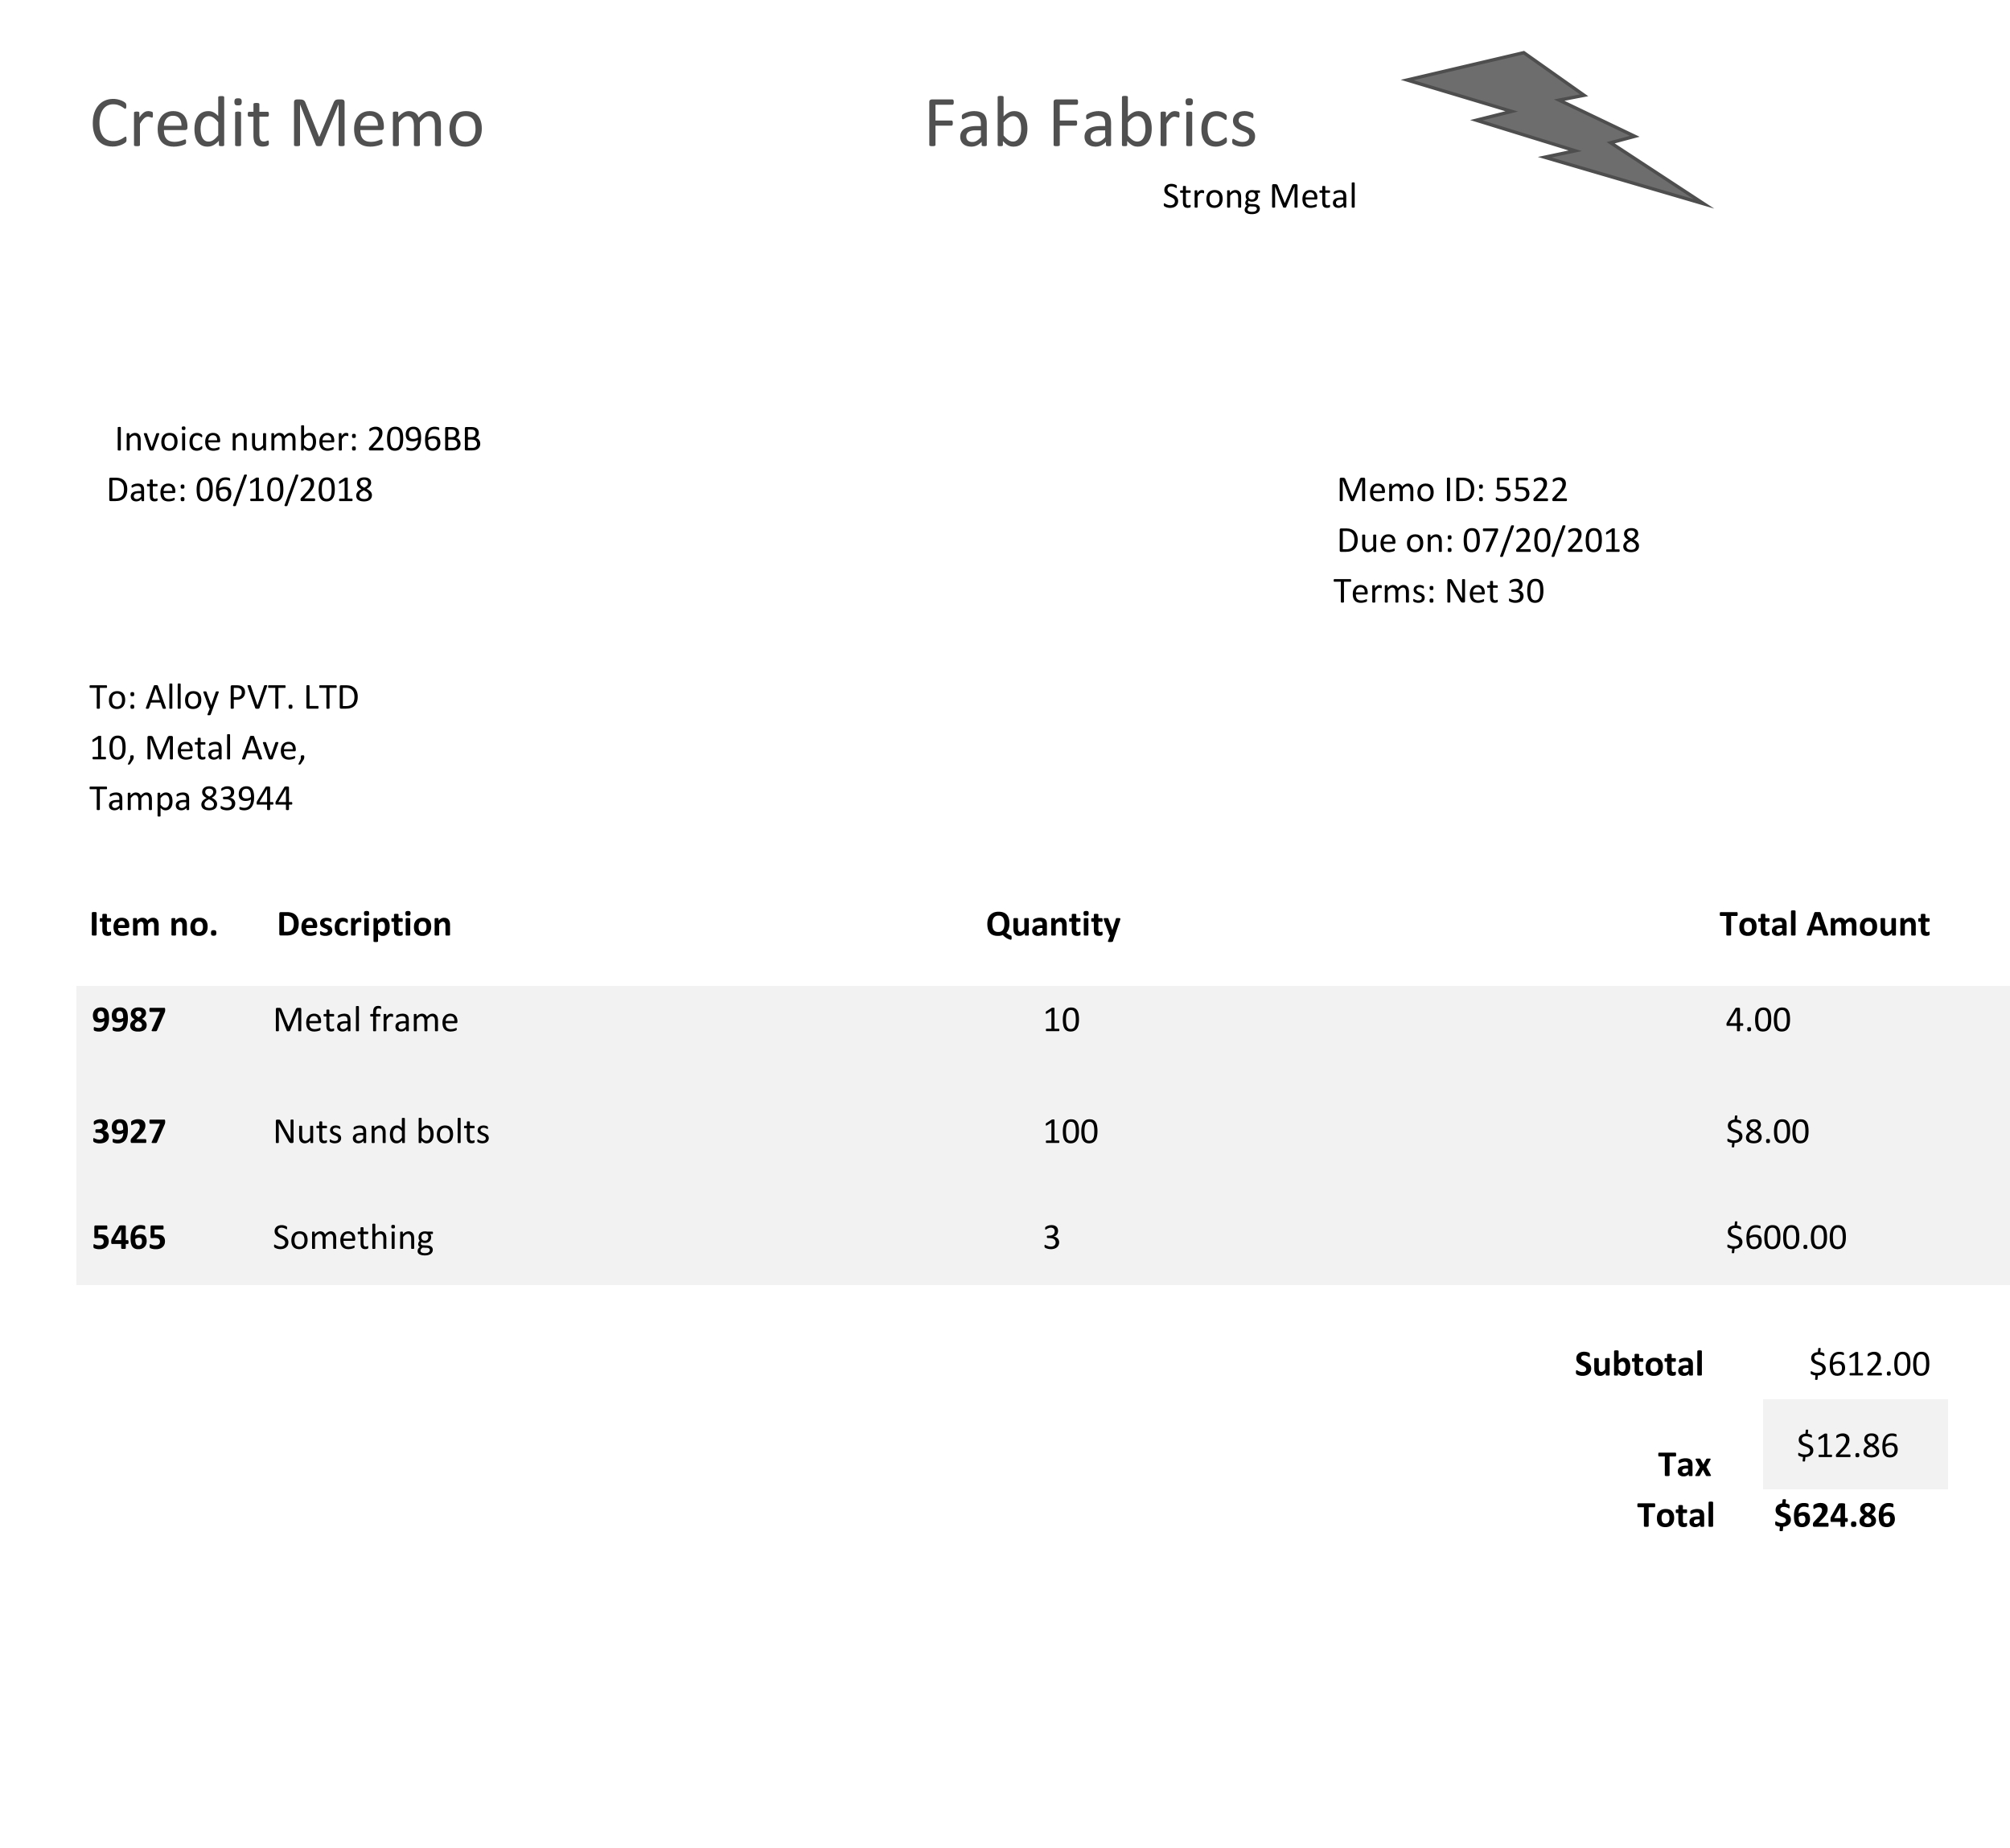 Credit Memo Fab Fabrics
Strong Metal
Invoice number: 2096BB
Date: 06/10/2018 Memo ID: 5522
Due on: 07/20/2018
Terms: Net 30
To: Alloy PVT. LTD
10, Metal Ave,
Tampa 83944
Item no. Description Quantity Total Amount
9987 Metal frame 10 4.00
3927 Nuts and bolts 100 $8.00
5465 Something 3 $600.00
Subtotal $612.00
Tax $12.86
Total $624.86